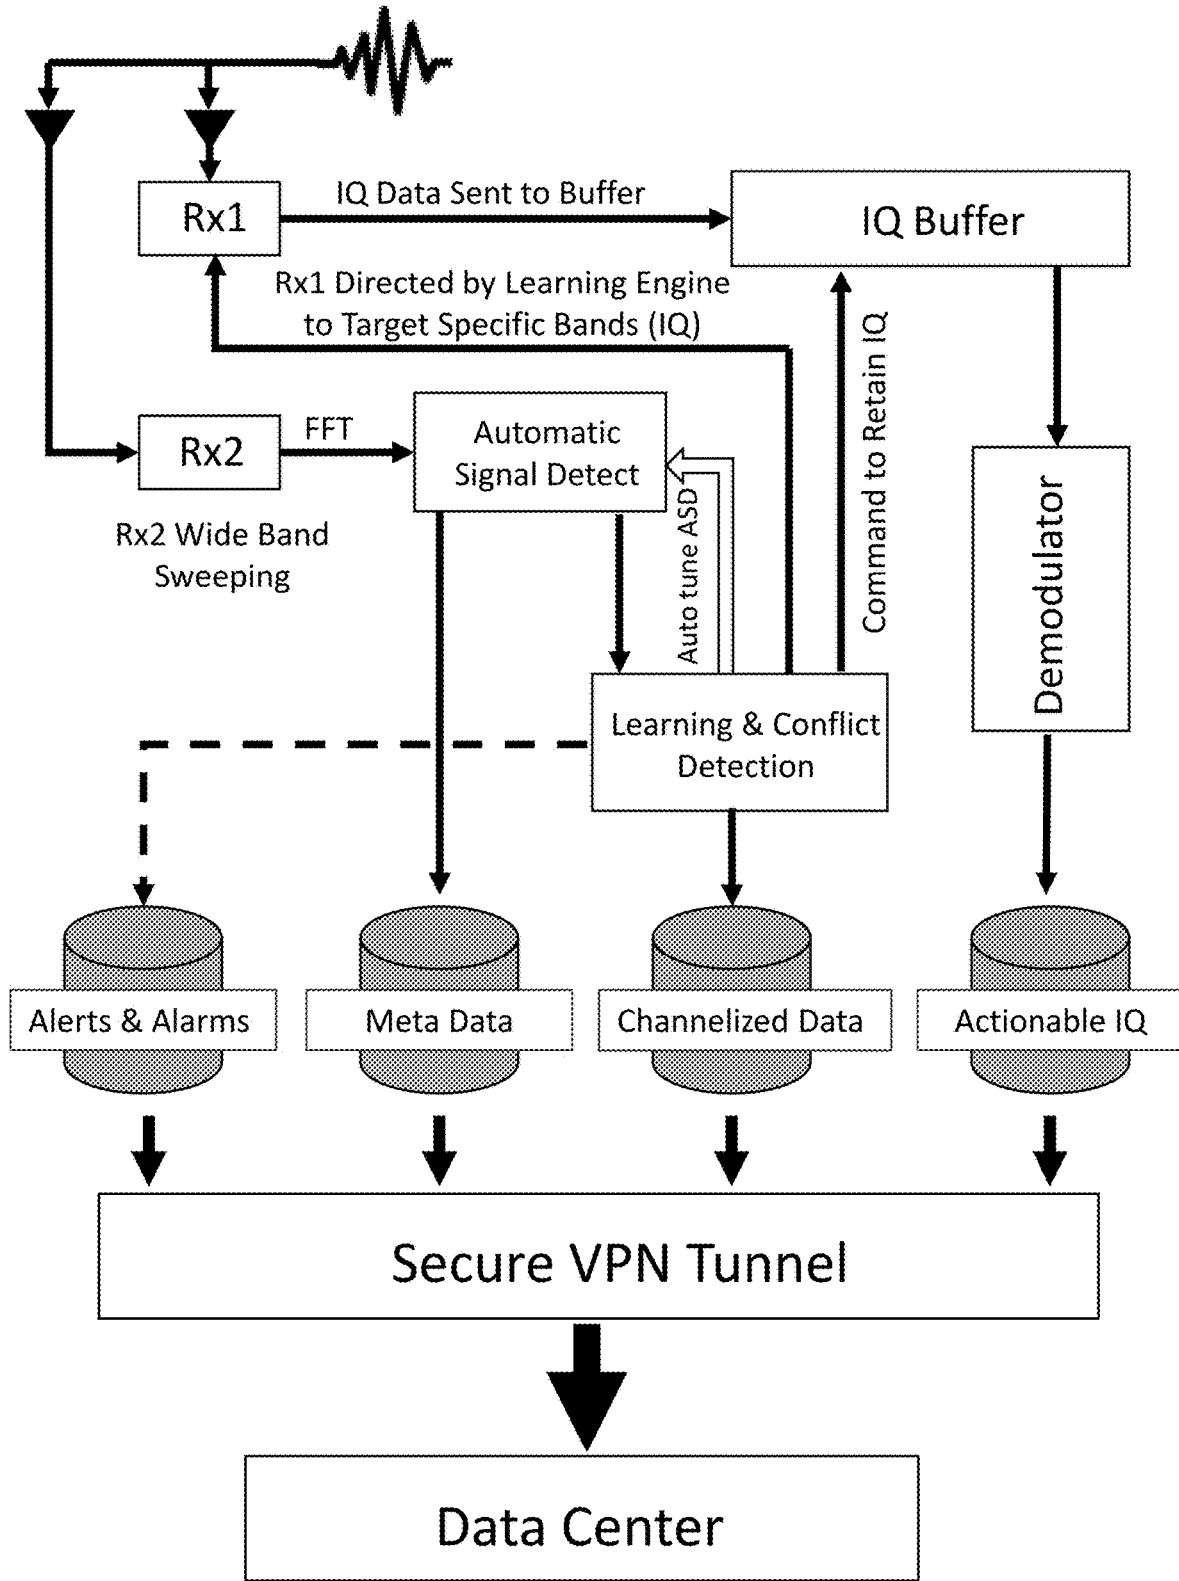 Rx1
IQ Data Sent to Buffer
IQ Buffer
Rx1 Directed by Learning Engine
to Target Specific Bands (IQ)
Command to Retain IQ
Rx2
FFT
Automatic
Signal Detect
Rx2 Wide Band
Sweeping
Auto tune ASD
Demodulator
Learning & Conflict
Detection
Alerts & Alarms
Meta Data
Channelized Data
Actionable IQ
Secure VPN Tunnel
Data Center